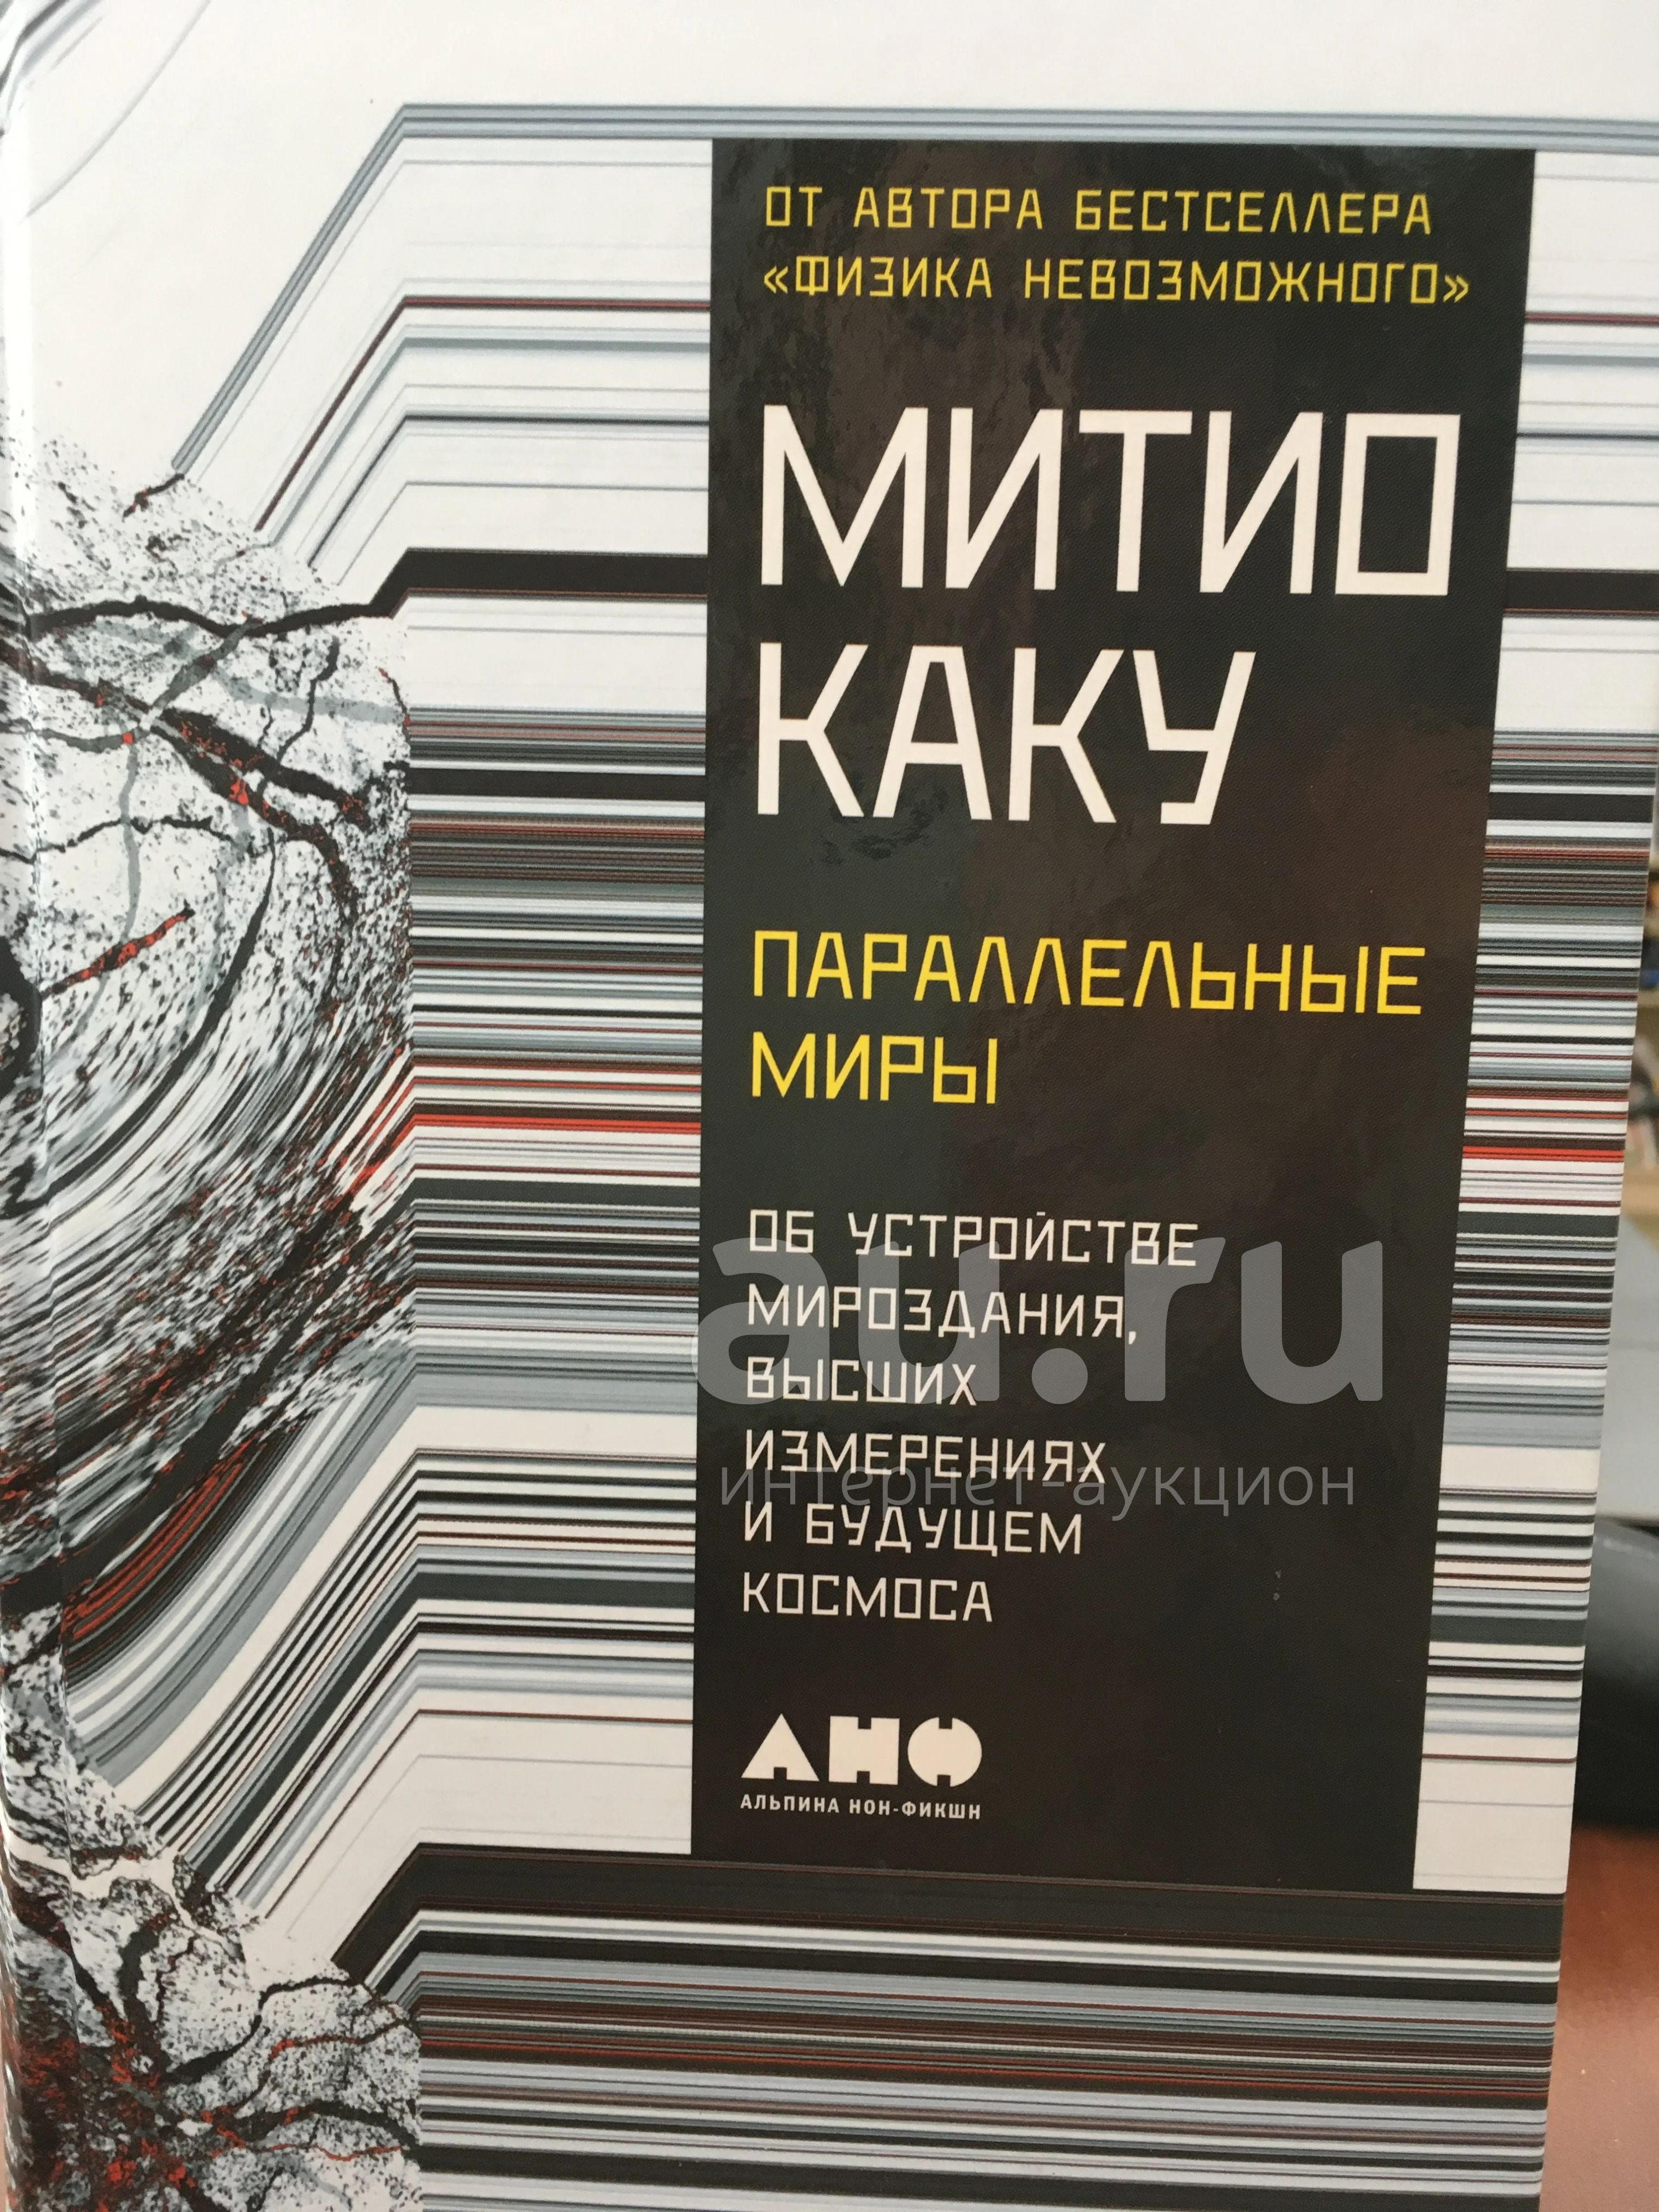 ОТ АВТОРА БЕСТСЕЛЛЕРА
«ФИЗИКА НЕВОЗМОЖНОГО»
МИТИО
КАКУ
ПАРАЛЛЕЛЬНЫЕ
МИРЫ
ОБ УСТРОЙСТВЕ
МИРОЗДАНИЯ,
ВЫСШИХ
ИЗМЕРЕНИЯХ
И БУДУЩЕМ
КОСМОСА
au.ru
интернет-аукцион
АНФ
АЛЬПИНА НОН-ФИКШН